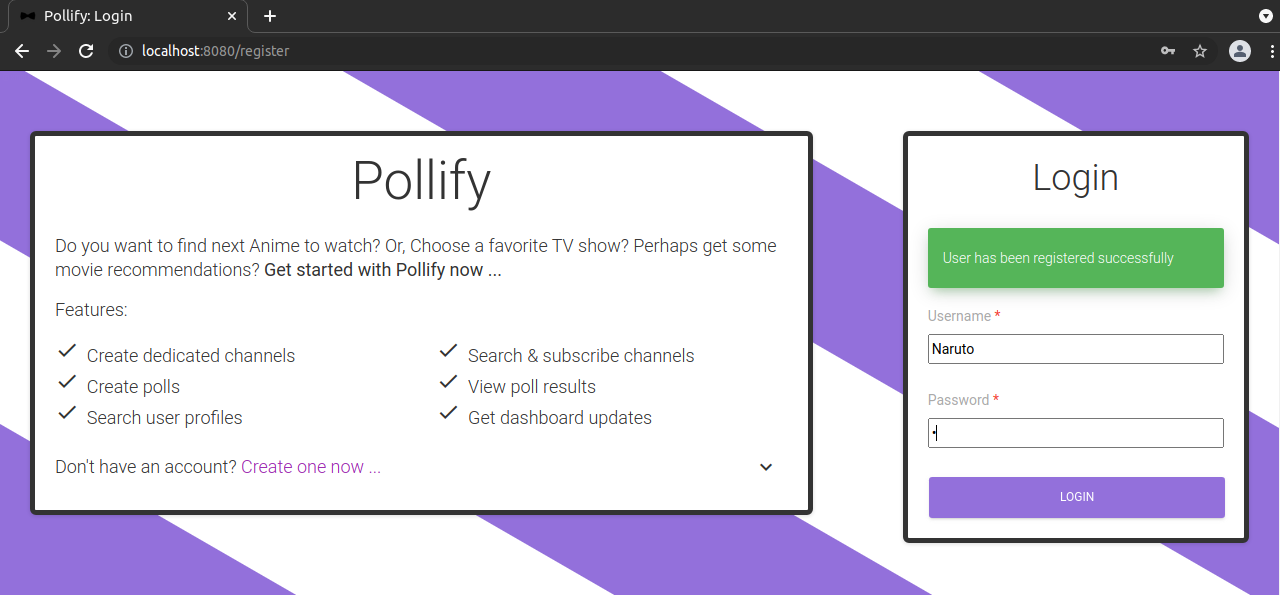 Pollify: Login
localhost:8080/register
Pollify
Do you want to find next Anime to watch? Or, Choose a favorite TV show? Perhaps get some
movie recommendations? Get started with Pollify now ...
Features:
Create dedicated channels
Create polls
Search user profiles
Search & subscribe channels
View poll results
Get dashboard updates
Don't have an account? Create one now ...
Login
User has been registered successfully
Username *
Naruto
Password *
LOGIN